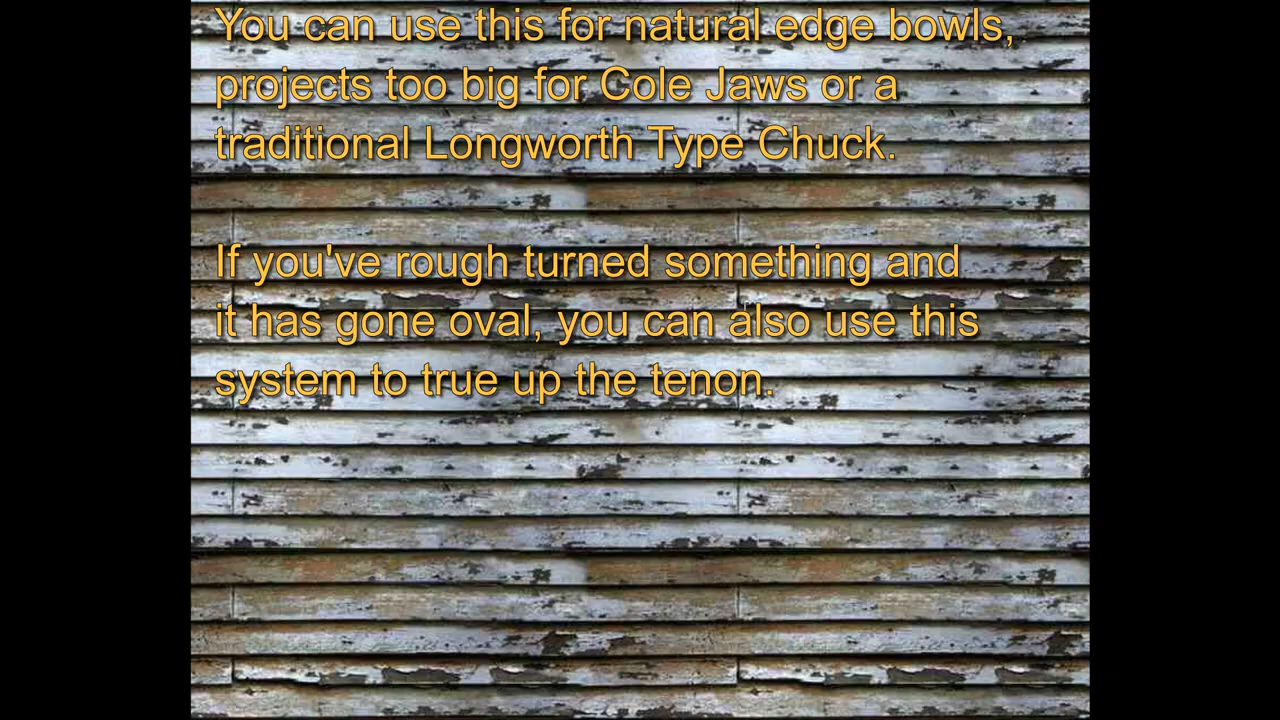 You can use this for natural edge bowls,
projects too big for Cole Jaws or a
traditional Longworth Type Chuck.
If you've rough turned something and
it has gone oval, you can also use this
system to true up the tenon.